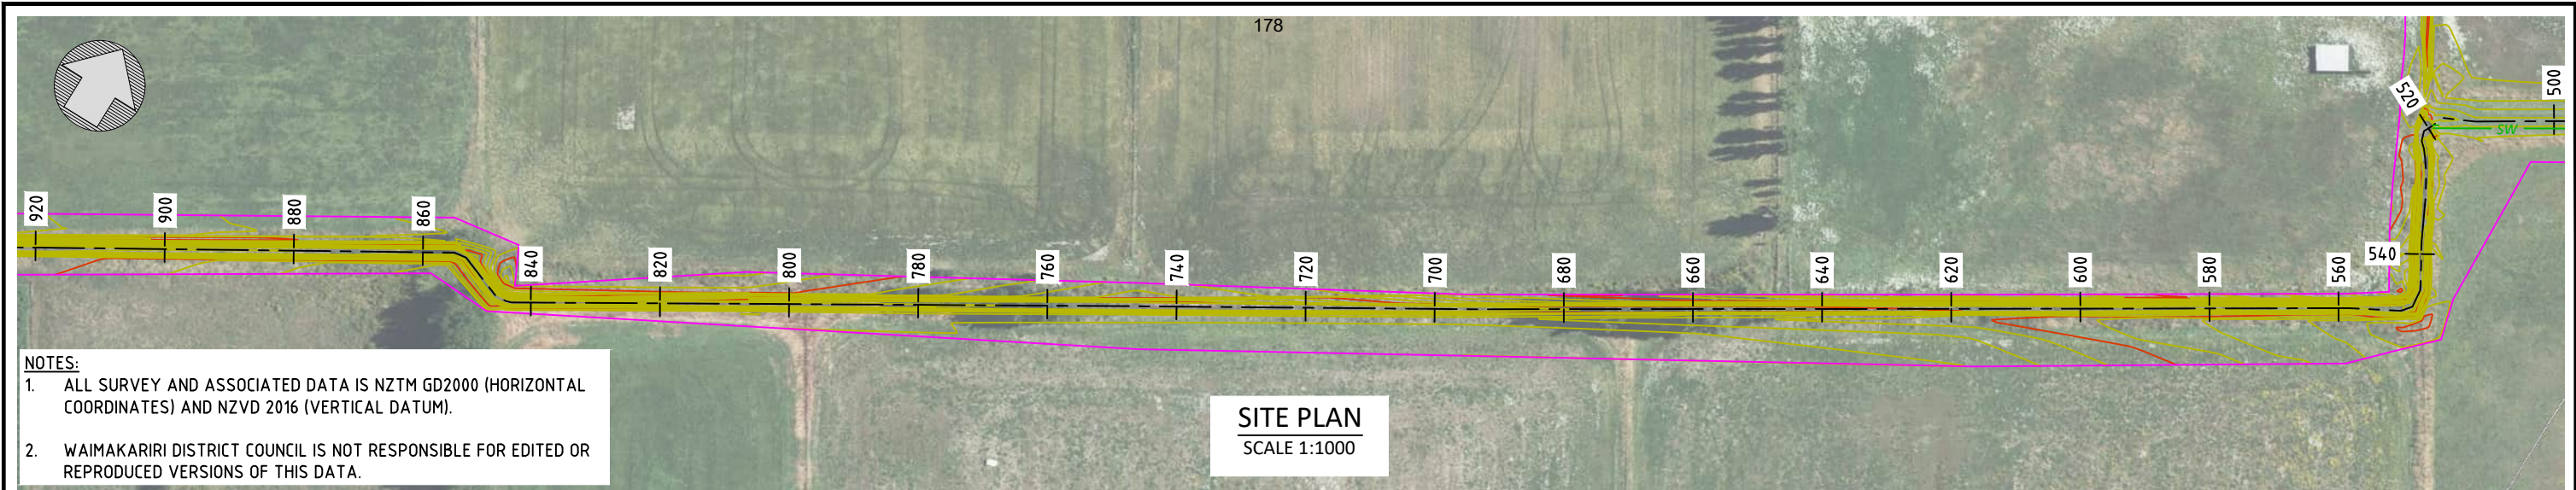 178
520
500
SW
920
900
880
860
840
820
800
780
760
740
720
700
680
660
640
620
600
580
560
540
NOTES:
1. ALL SURVEY AND ASSOCIATED DATA IS NZTM GD2000 (HORIZONTAL
COORDINATES) AND NZVD 2016 (VERTICAL DATUM).
2. WAIMAKARIRI DISTRICT COUNCIL IS NOT RESPONSIBLE FOR EDITED OR
REPRODUCED VERSIONS OF THIS DATA.
SITE PLAN
SCALE 1:1000